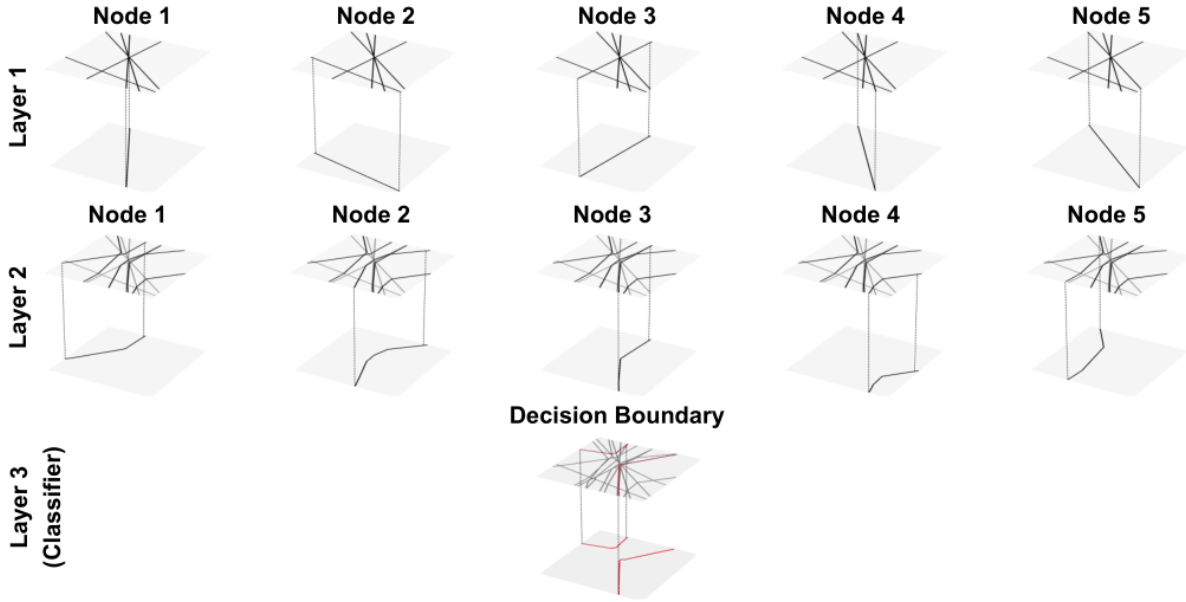 Node 1 Node 2 Node 3 Node 4 Node 5
Layer 1
Node 1 Node 2 Node 3 Node 4 Node 5
Layer 2
Decision Boundary
Layer 3
(Classifier)